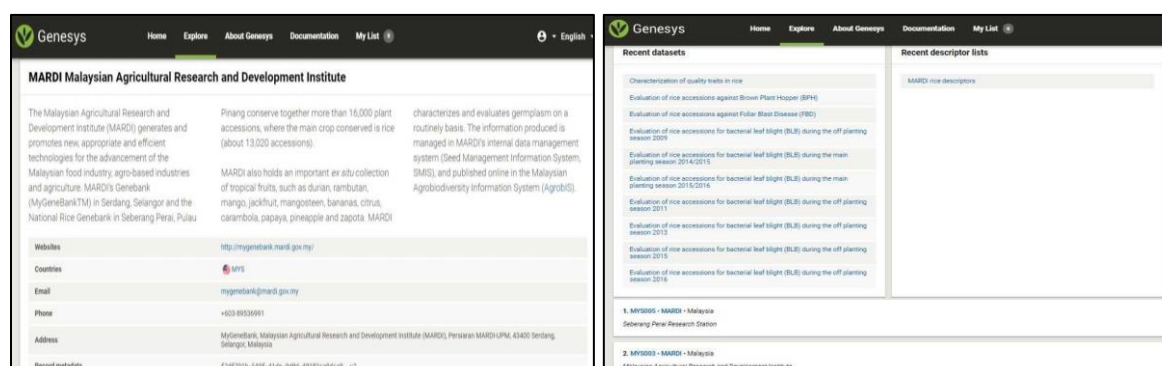 Genesys
Home Explore About Genesys Documentation My List
English
MARDI Malaysian Agricultural Research and Development Institute
The Malaysian Agricultural Research and
Development Institute (MARDI) generates and
promotes new, appropriate and efficient
technologies for the advancement of the
Malaysian food industry, agro-based industries
and agriculture. MARDI's Genebank
(MyGeneBankTM) in Serdang, Selangor and the
National Rice Genebank in Seberang Perai, Pulau
Pinang conserve together more than 16,000 plant
accessions, where the main crop conserved is rice
(about 13,020 accessions).
MARDI also holds an important ex situ collection
of tropical fruits, such as durian, rambutan,
mango, jackfruit, mangosteen, bananas, citrus,
carambola, papaya, pineapple and zapota. MARDI
characterizes and evaluates germplasm on a
routinely basis. The information produced is
managed in MARDI's internal data management
system (Seed Management Information System,
SMIS), and published online in the Malaysian
Agrobiodiversity Information System (AgrobIS).
Websites http://mygenebank.mardi.gov.my/
Countries MYS
Email mygenebank@mardi.gov.my
Phone +603-89536991
Address MyGeneBank, Malaysian Agricultural Research and Development Institute (MARDI), Persiaran MARDI-UPM, 43400 Serdang,
Selangor, Malaysia
Record metadata
Genesys
Home Explore About Genesys Documentation My List
Recent datasets
Characterization of quality traits in rice
Evaluation of rice accessions against Brown Plant Hopper (BPH)
Evaluation of rice accessions against Foliar Blast Disease (FBD)
Evaluation of rice accessions for bacterial leaf blight (BLB) during the off planting
season 2009
Evaluation of rice accessions for bacterial leaf blight (BLB) during the main
planting season 2014/2015
Evaluation of rice accessions for bacterial leaf blight (BLB) during the main
planting season 2015/2016
Evaluation of rice accessions for bacterial leaf blight (BLB) during the off planting
season 2011
Evaluation of rice accessions for bacterial leaf blight (BLB) during the off planting
season 2013
Evaluation of rice accessions for bacterial leaf blight (BLB) during the off planting
season 2015
Evaluation of rice accessions for bacterial leaf blight (BLB) during the off planting
season 2016
Recent descriptor lists
MARDI rice descriptors
1. MYS005 • MARDI • Malaysia
Seberang Perai Research Station
2. MYS003 • MARDI • Malaysia
Malaysian Agricultural Research and Development Institute